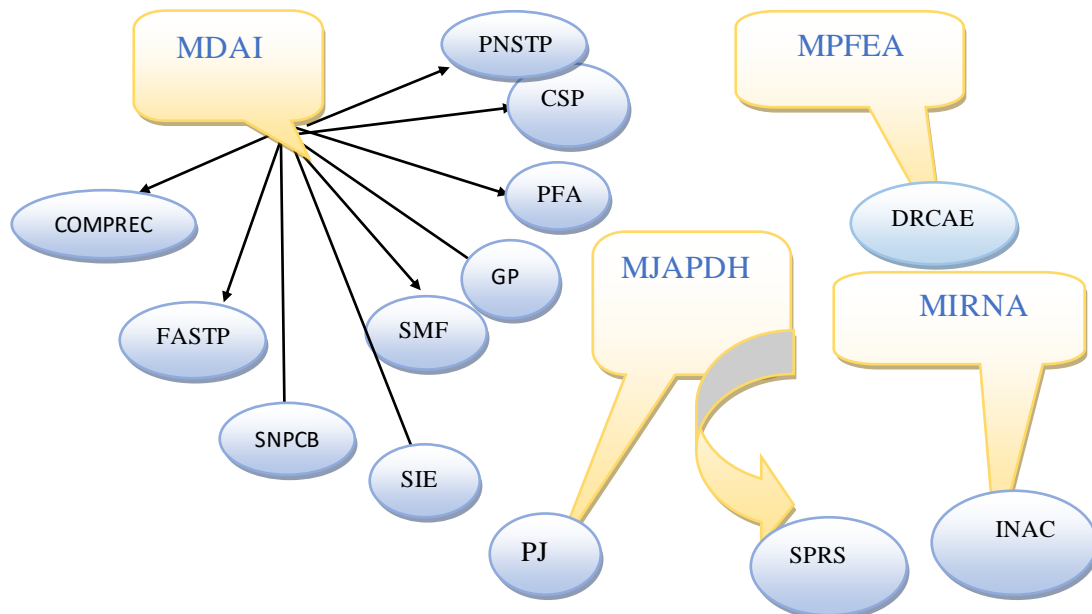 MDAI
PNSTP
CSP
MPFEA
PFA
COMPREC
DRCAE
GP
MJAPDH
MIRNA
FASTP
SMF
SNPCB
SIE
PJ
SPRS
INAC